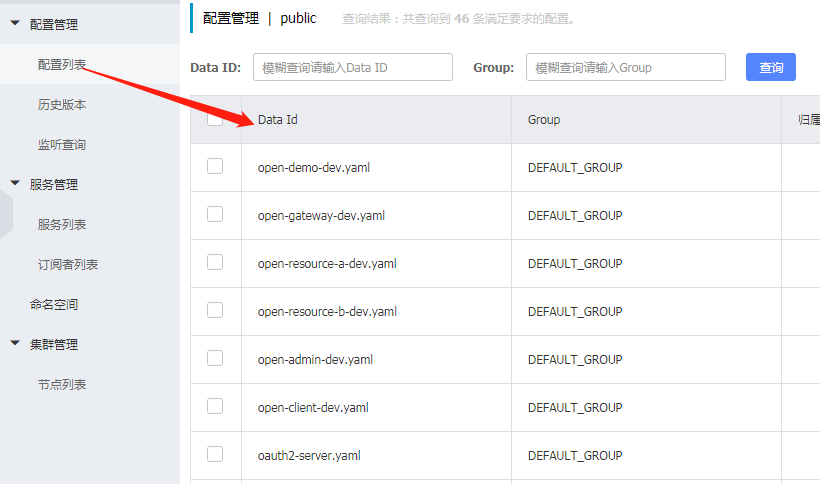 配置管理
配置列表
历史版本
监听查询
服务管理
服务列表
订阅者列表
命名空间
集群管理
节点列表
配置管理 | public 查询结果：共查询到 46 条满足要求的配置。
Data ID: 模糊查询请输入Data ID Group: 模糊查询请输入Group 查询
Data Id Group 归属
open-demo-dev.yaml DEFAULT_GROUP
open-gateway-dev.yaml DEFAULT_GROUP
open-resource-a-dev.yaml DEFAULT_GROUP
open-resource-b-dev.yaml DEFAULT_GROUP
open-admin-dev.yaml DEFAULT_GROUP
open-client-dev.yaml DEFAULT_GROUP
oauth2-server.yaml DEFAULT_GROUP